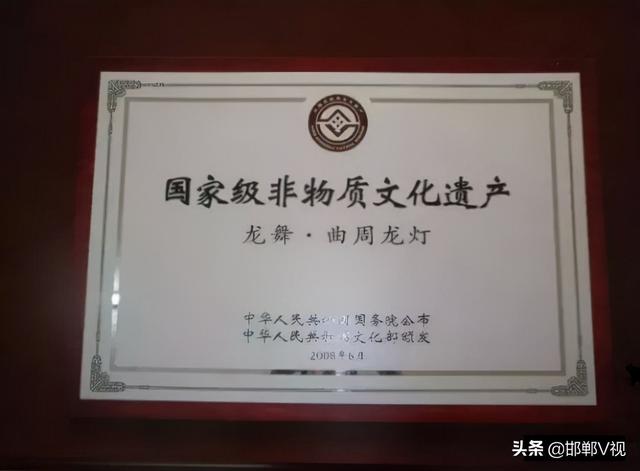 国家级非物质文化遗产
龙舞·曲周龙灯
中华人民共和国国务院公布
中华人民共和国文化部颁发
2008年6月
头条@邯郸V视